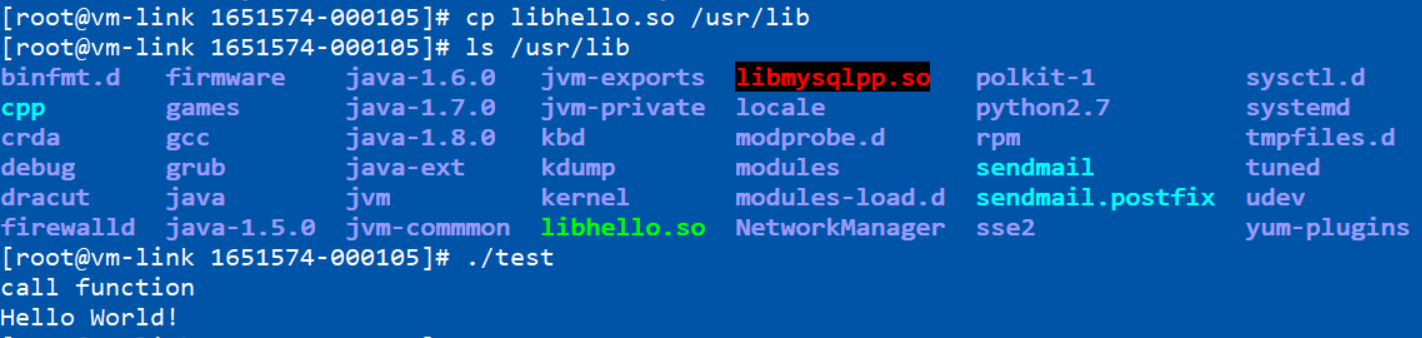 [root@vm-link 1651574-000105]# cp libhello.so /usr/lib
[root@vm-link 1651574-000105]# ls /usr/lib
binfmt.d firmware java-1.6.0 jvm-exports libmysqlpp.so polkit-1 sysctl.d
cpp games java-1.7.0 jvm-private locale python2.7 systemd
crda gcc java-1.8.0 kbd modprobe.d rpm tmpfiles.d
debug grub java-ext kdump modules sendmail tuned
dracut java jvm kernel modules-load.d sendmail.postfix udev
firewalld java-1.5.0 jvm-commmon libhello.so NetworkManager sse2 yum-plugins
[root@vm-link 1651574-000105]# ./test
call function
Hello World!